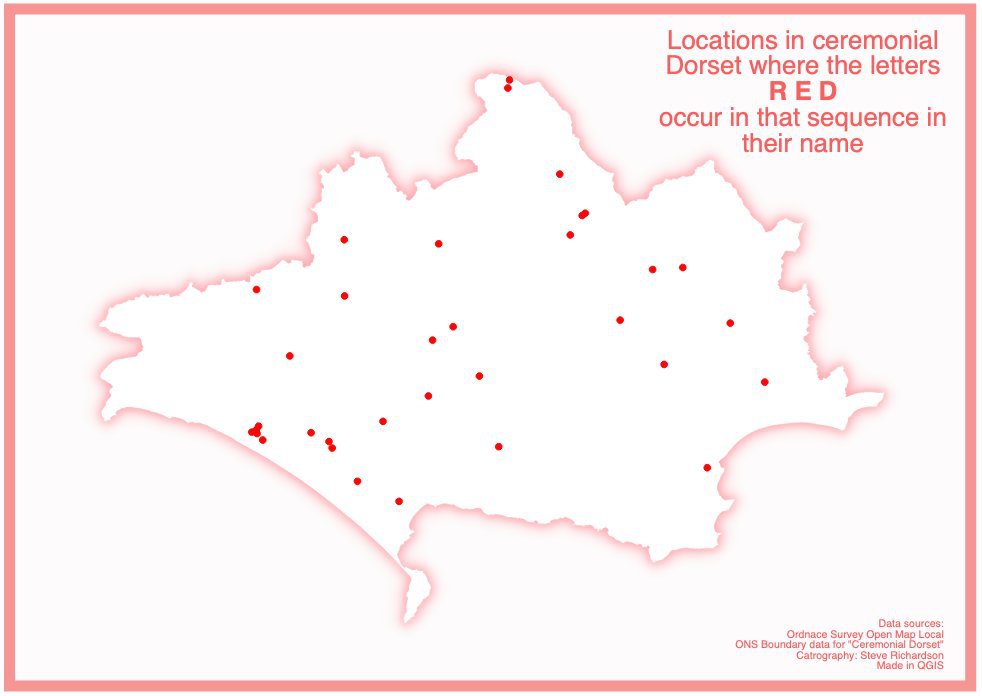 Locations in ceremonial
Dorset where the letters
R E D
occur in that sequence in
their name
Data sources:
Ordnace Survey Open Map Local
ONS Boundary data for "Ceremonial Dorset"
Catrography: Steve Richardson
Made in QGIS